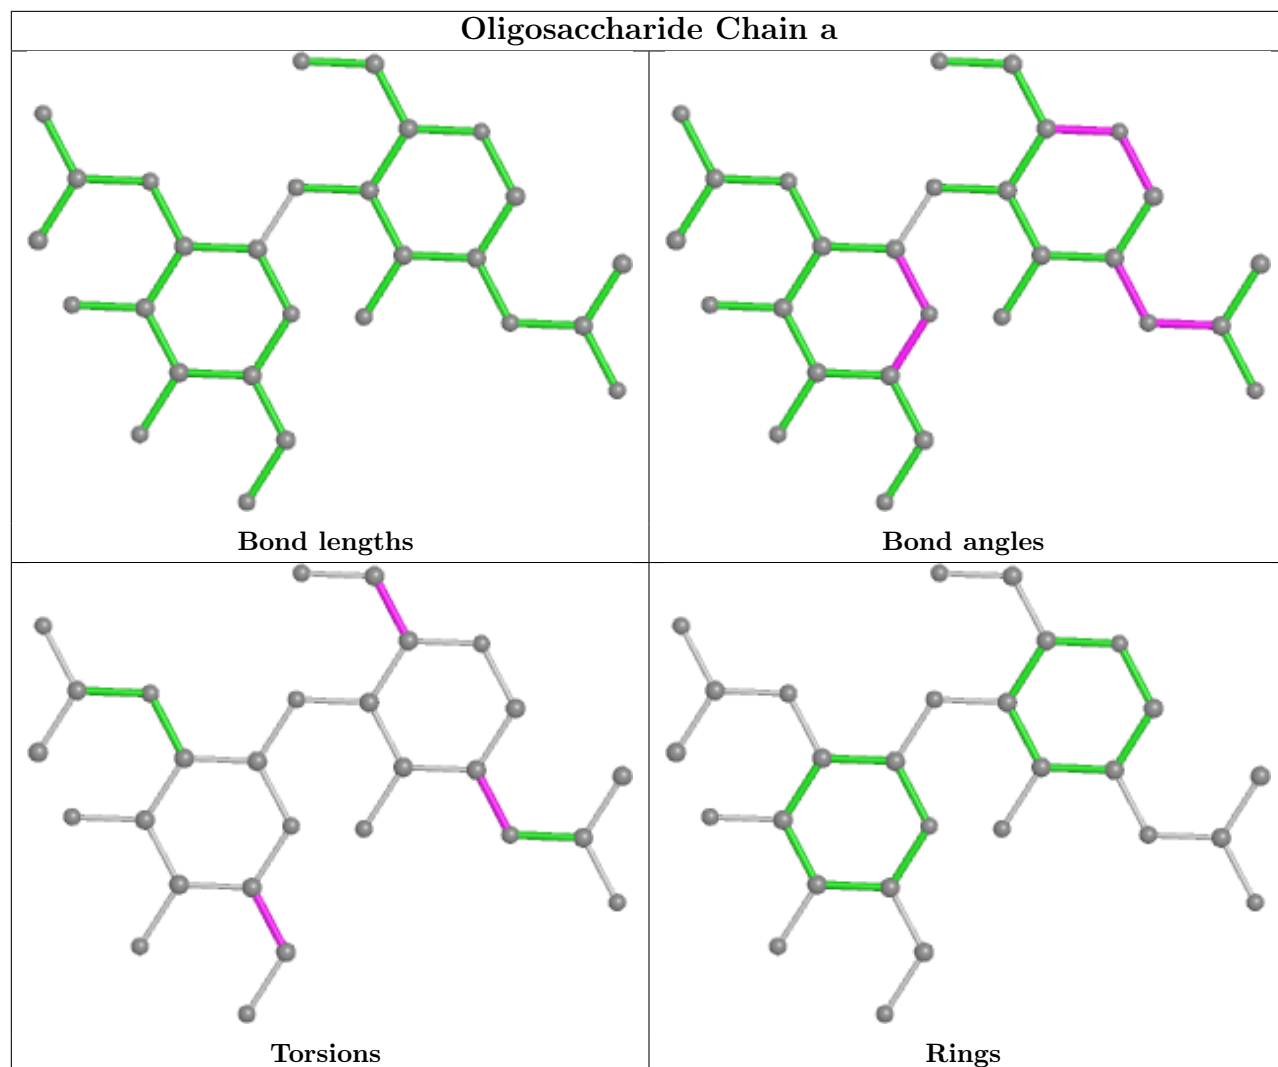 Oligosaccharide Chain a
Bond lengths
Bond angles
Torsions
Rings